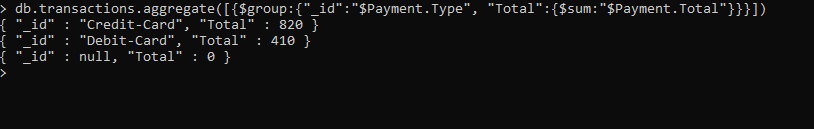 > db.transactions.aggregate([{$group:{"_id":"$Payment.Type", "Total":{$sum:"$Payment.Total"}}}])
{ "_id" : "Credit-Card", "Total" : 820 }
{ "_id" : "Debit-Card", "Total" : 410 }
{ "_id" : null, "Total" : 0 }
>